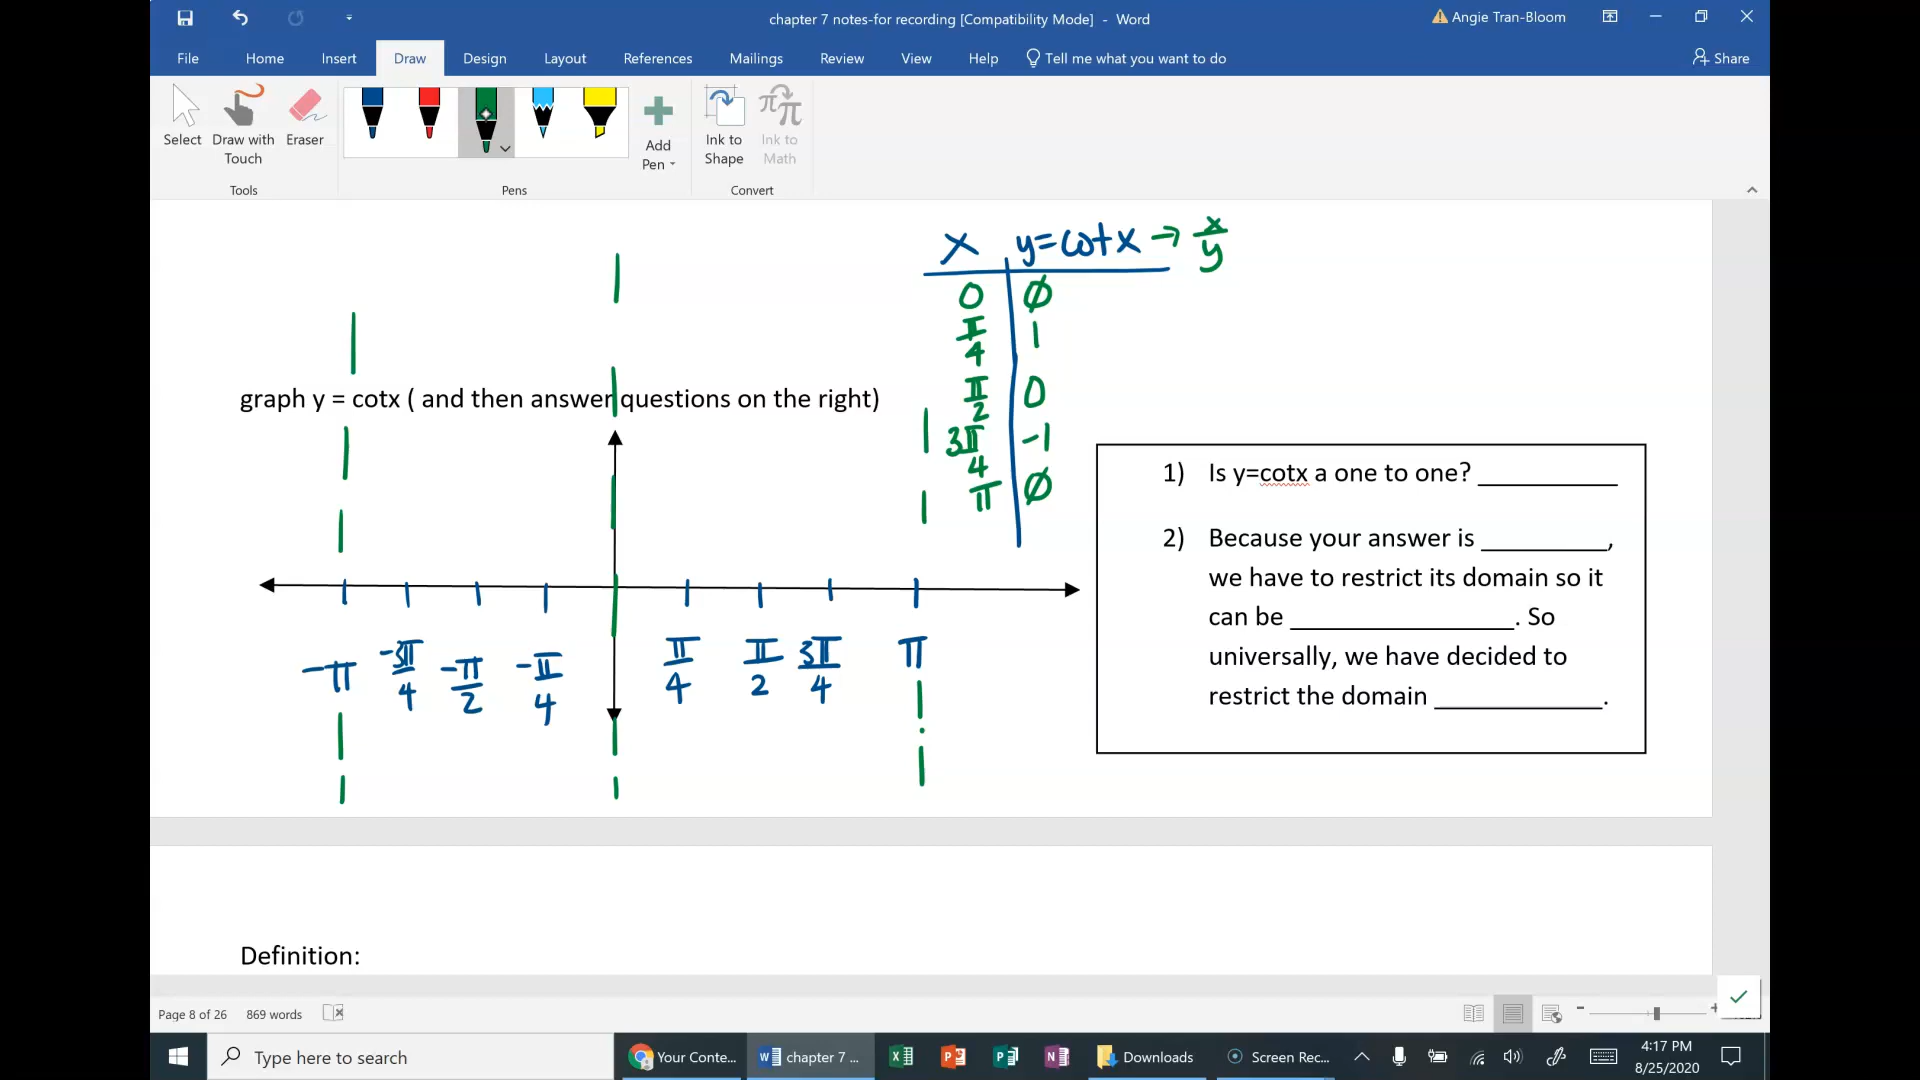 chapter 7 notes-for recording [Compatibility Mode] - Word
Angie Tran-Bloom
File Home Insert Draw Design Layout References Mailings Review View Help Tell me what you want to do
Share
Select Draw with Touch Eraser
Add Pen
Ink to Shape
Ink to Math
Tools
Pens
Convert
x y=cotx → x/y
0 ∅
π/4 1
π/2 0
3π/4 -1
π ∅
graph y = cotx ( and then answer questions on the right)
-π -3π/4 -π/2 -π/4 π/4 π/2 3π/4 π
1) Is y=cotx a one to one? __________
2) Because your answer is _________,
we have to restrict its domain so it
can be ________________. So
universally, we have decided to
restrict the domain ____________.
Definition:
Page 8 of 26 869 words
Type here to search
Your Conte...
chapter 7 ...
Downloads
Screen Rec...
4:17 PM
8/25/2020